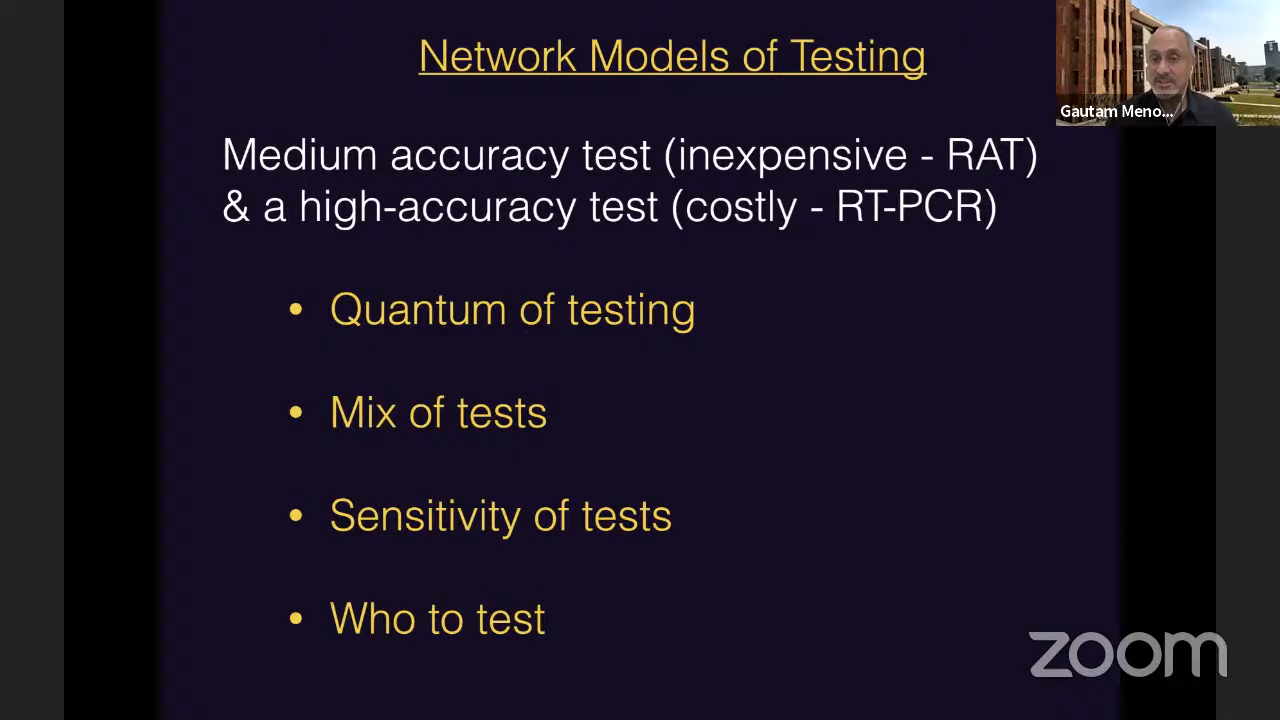 Network Models of Testing
Gautam Meno...
Medium accuracy test (inexpensive - RAT)
& a high-accuracy test (costly - RT-PCR)
• Quantum of testing
• Mix of tests
• Sensitivity of tests
• Who to test
zoom